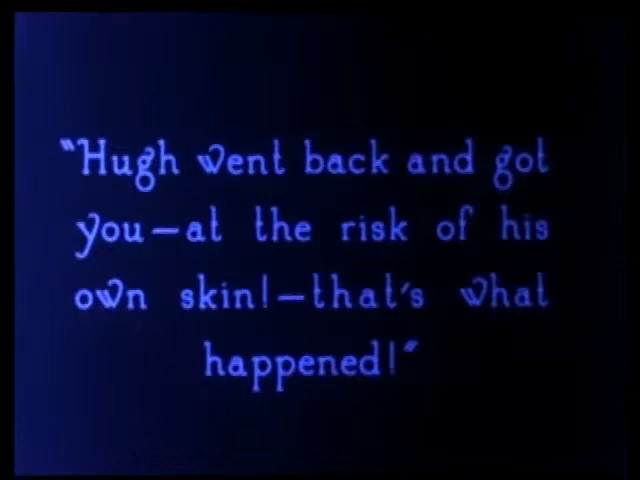 "Hugh went back and got
you—at the risk of his
own skin!—that's what
happened!"